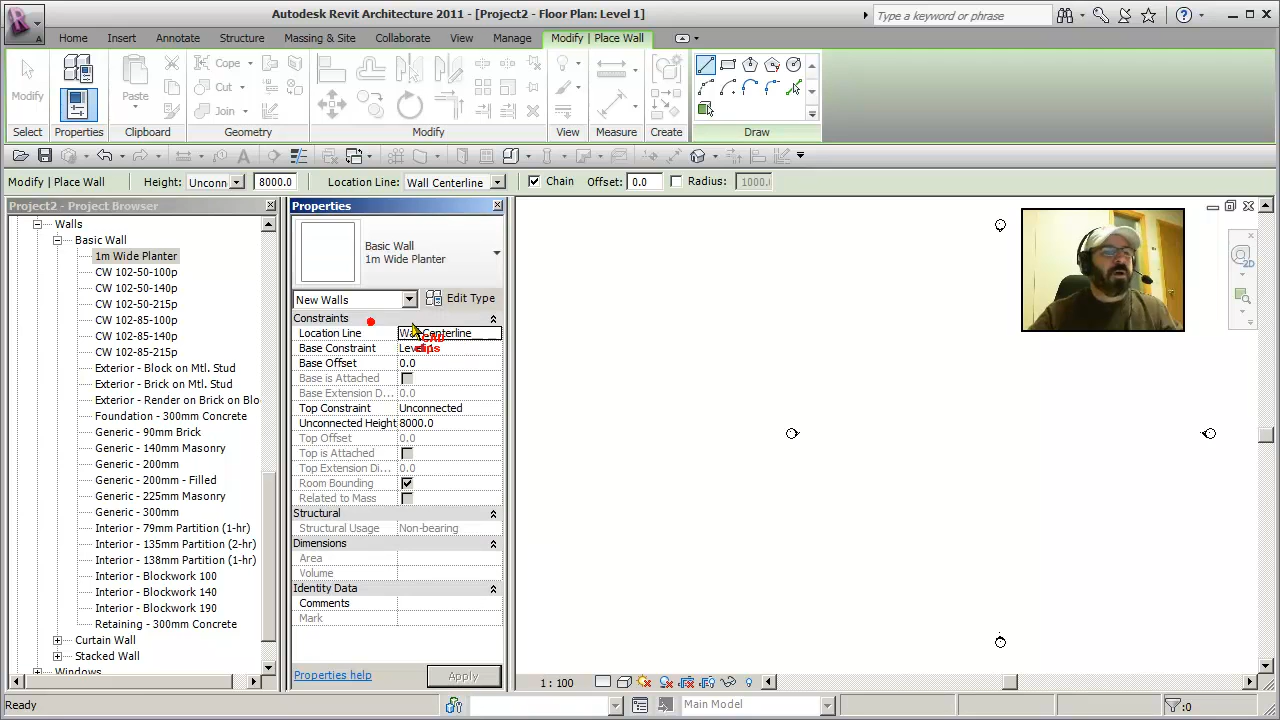 Autodesk Revit Architecture 2011 - [Project2 - Floor Plan: Level 1]
Type a keyword or phrase
Home Insert Annotate Structure Massing & Site Collaborate View Manage Modify | Place Wall
Modify Paste Cope Cut Join
Select Properties Clipboard Geometry Modify View Measure Create Draw
Modify | Place Wall Height: Unconn 8000.0 Location Line: Wall Centerline Chain Offset: 0.0 Radius: 1000.
Project2 - Project Browser
Walls
Basic Wall
1m Wide Planter
CW 102-50-100p
CW 102-50-140p
CW 102-50-215p
CW 102-85-100p
CW 102-85-140p
CW 102-85-215p
Exterior - Block on Mtl. Stud
Exterior - Brick on Mtl. Stud
Exterior - Render on Brick on Blo
Foundation - 300mm Concrete
Generic - 90mm Brick
Generic - 140mm Masonry
Generic - 200mm
Generic - 200mm - Filled
Generic - 225mm Masonry
Generic - 300mm
Interior - 79mm Partition (1-hr)
Interior - 135mm Partition (2-hr)
Interior - 138mm Partition (1-hr)
Interior - Blockwork 100
Interior - Blockwork 140
Interior - Blockwork 190
Retaining - 300mm Concrete
Curtain Wall
Stacked Wall
Windows
Properties
Basic Wall
1m Wide Planter
New Walls Edit Type
Constraints
Location Line Wall Centerline
Base Constraint Level
CAD
clips
Base Offset 0.0
Base is Attached
Base Extension D... 0.0
Top Constraint Unconnected
Unconnected Height 8000.0
Top Offset 0.0
Top is Attached
Top Extension Di... 0.0
Room Bounding
Related to Mass
Structural
Structural Usage Non-bearing
Dimensions
Area
Volume
Identity Data
Comments
Mark
Properties help Apply
2D
1 : 100
Ready Main Model :0